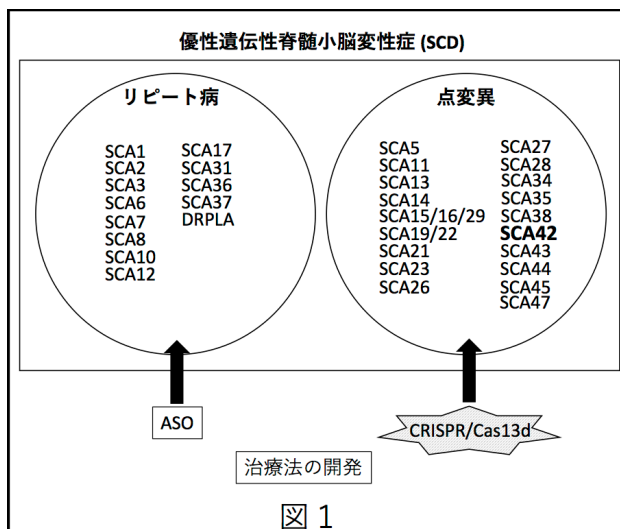 優性遺伝性脊髄小脳変性症 (SCD)
リピート病
SCA1
SCA2
SCA3
SCA6
SCA7
SCA8
SCA10
SCA12
SCA17
SCA31
SCA36
SCA37
DRPLA
点変異
SCA5
SCA11
SCA13
SCA14
SCA15/16/29
SCA19/22
SCA21
SCA23
SCA26
SCA27
SCA28
SCA34
SCA35
SCA38
SCA42
SCA43
SCA44
SCA45
SCA47
ASO
CRISPR/Cas13d
治療法の開発
図 1